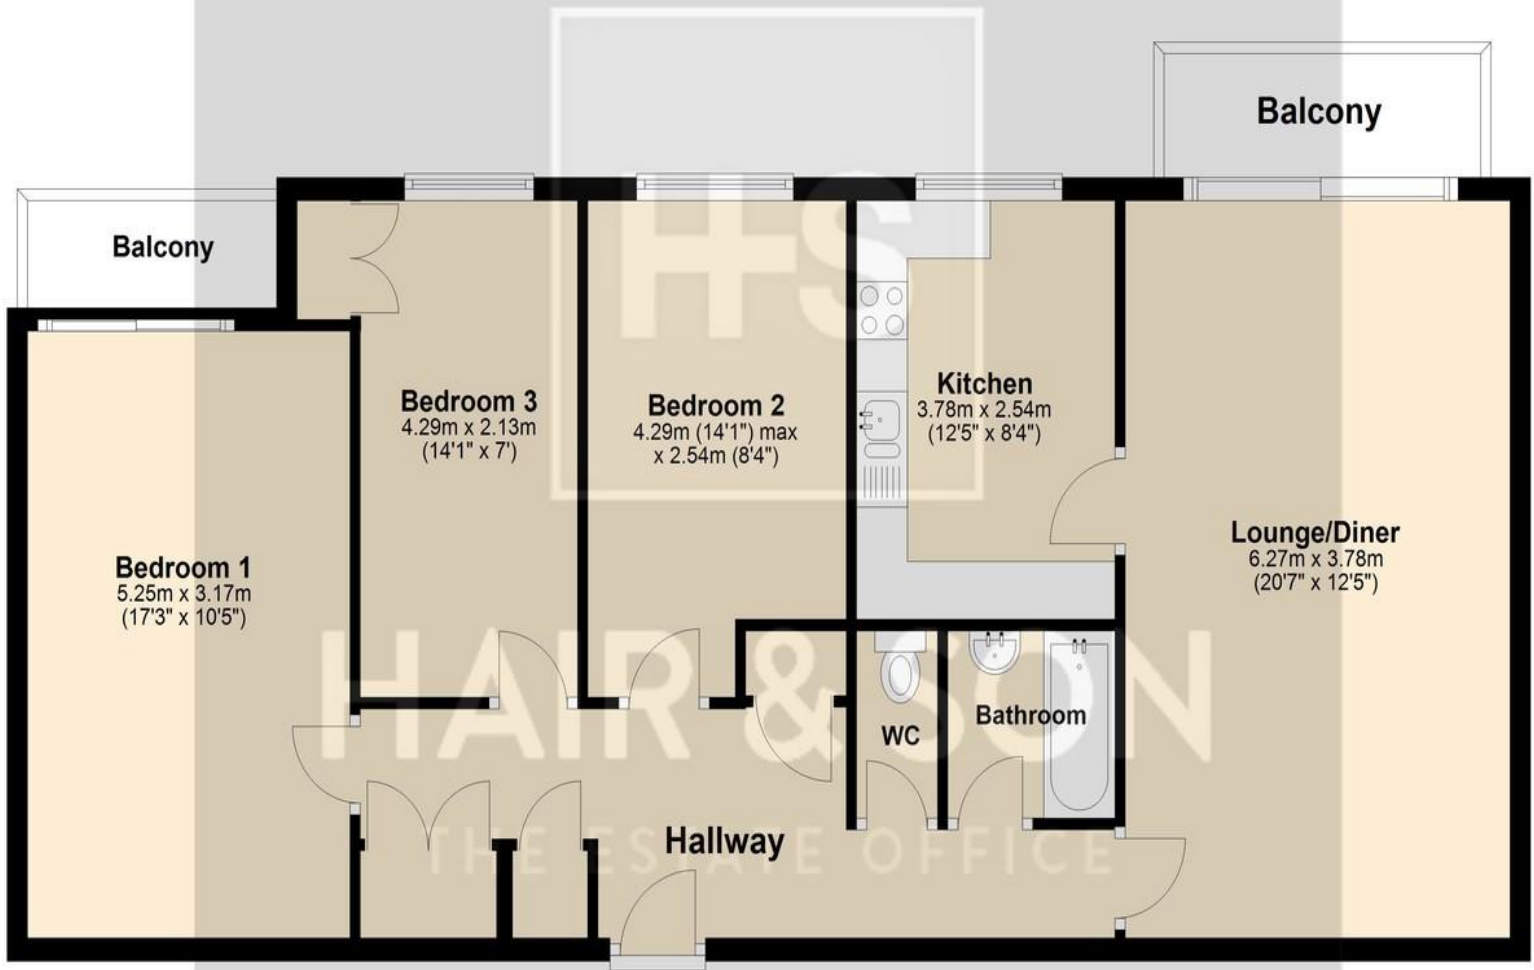 Balcony
Balcony
Bedroom 3
4.29m x 2.13m
(14'1" x 7')
Bedroom 2
4.29m (14'1") max
x 2.54m (8'4")
Kitchen
3.78m x 2.54m
(12'5" x 8'4")
Lounge/Diner
6.27m x 3.78m
(20'7" x 12'5")
Bedroom 1
5.25m x 3.17m
(17'3" x 10'5")
WC
Bathroom
Hallway
H+S
HAIR & SON
THE ESTATE OFFICE